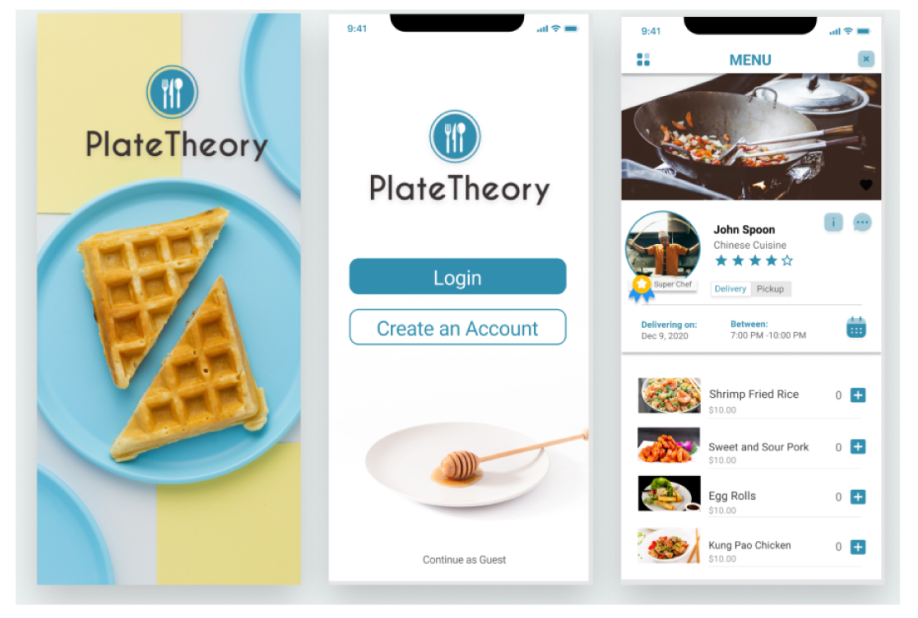 PlateTheory
9:41
PlateTheory
Login
Create an Account
Continue as Guest
9:41
MENU
John Spoon
Chinese Cuisine
Super Chef
Delivery Pickup
Delivering on: Between:
Dec 9, 2020 7:00 PM -10:00 PM
Shrimp Fried Rice 0
$10.00
Sweet and Sour Pork 0
$10.00
Egg Rolls 0
$10.00
Kung Pao Chicken 0
$10.00